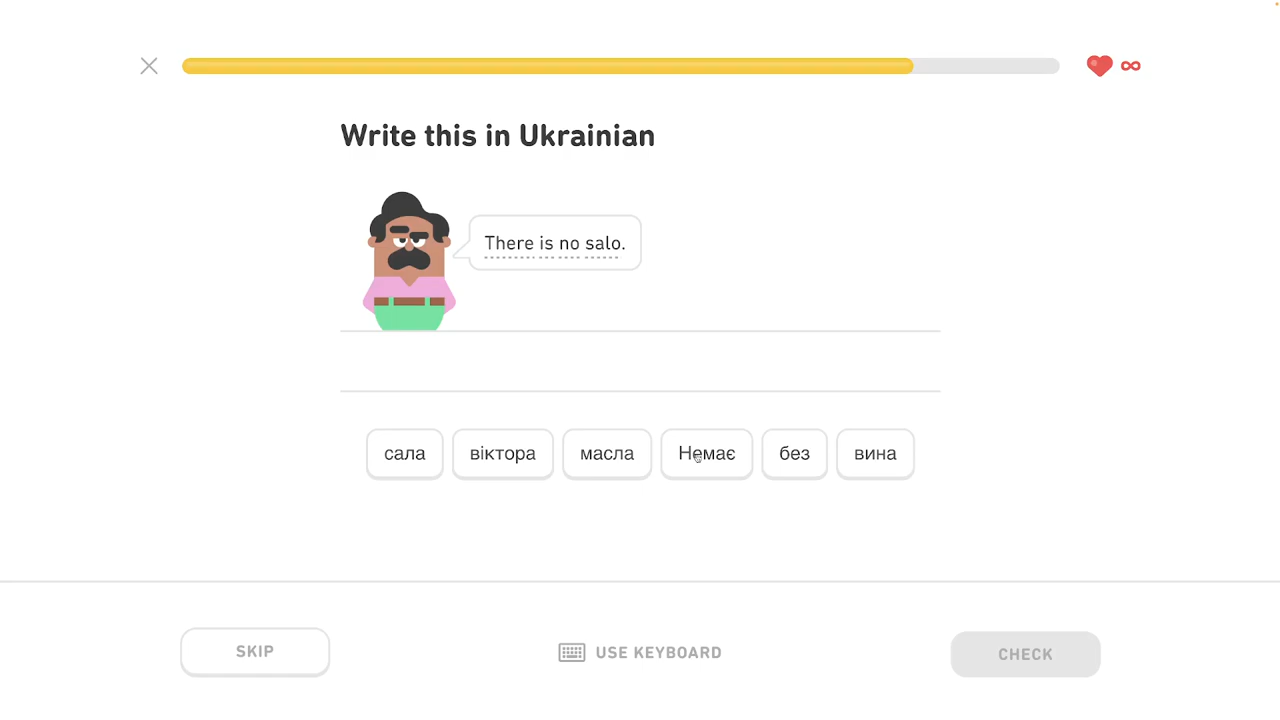 ∞
Write this in Ukrainian
There is no salo.
сала віктора масла Немає без вина
SKIP USE KEYBOARD CHECK